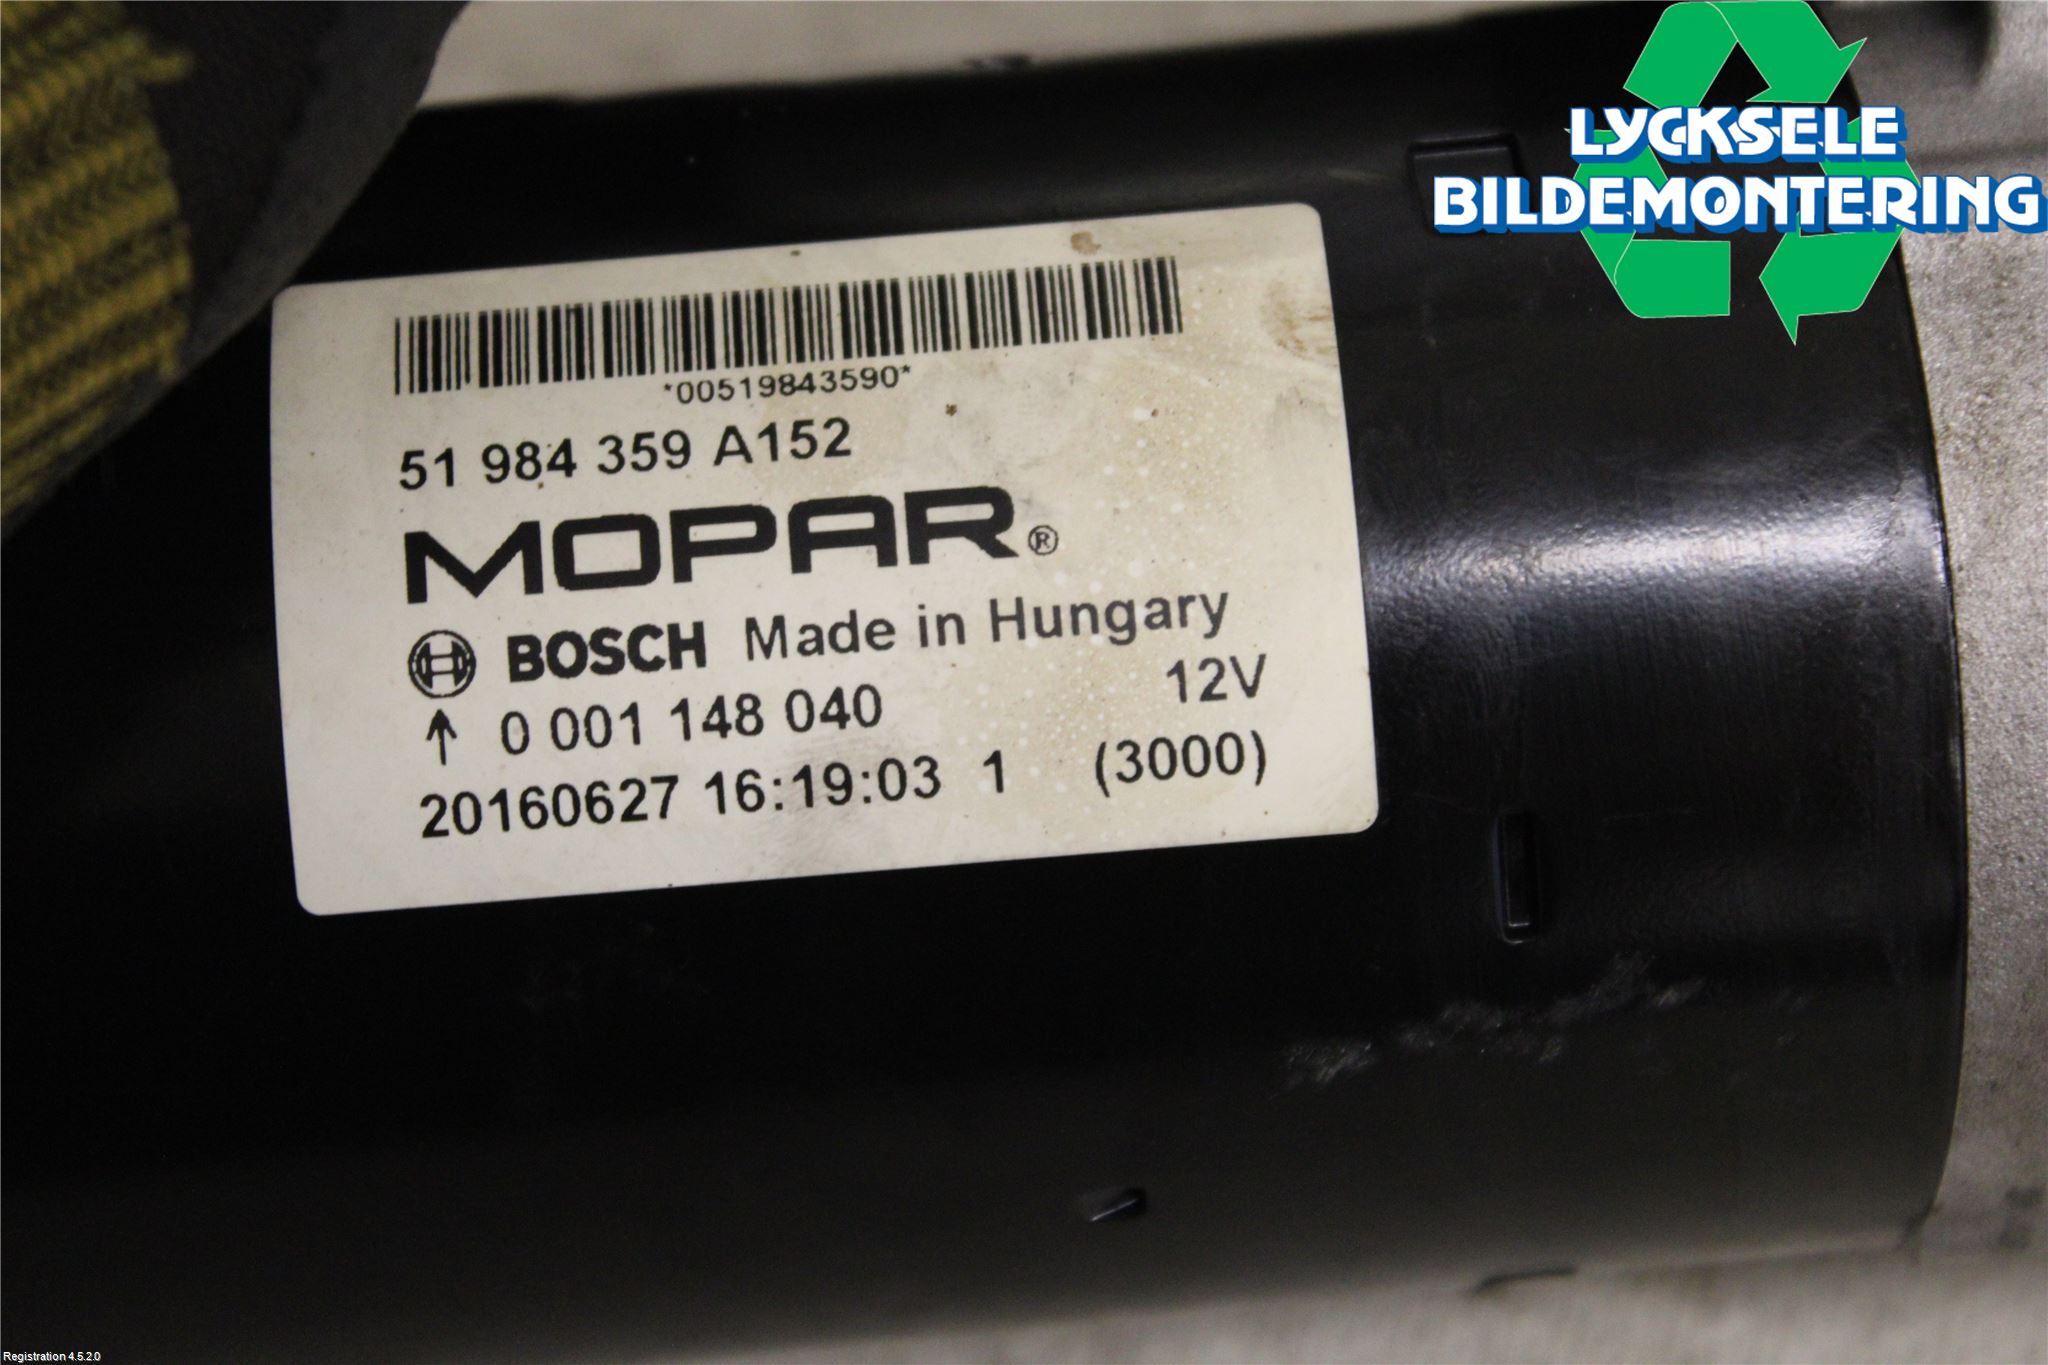 LYCKSELE
BILDEMONTERING
*00519843590*
51 984 359 A152
MOPAR®
BOSCH Made in Hungary
↑ 0 001 148 040 12V
20160627 16:19:03 1 (3000)
Registration 4.5.2.0